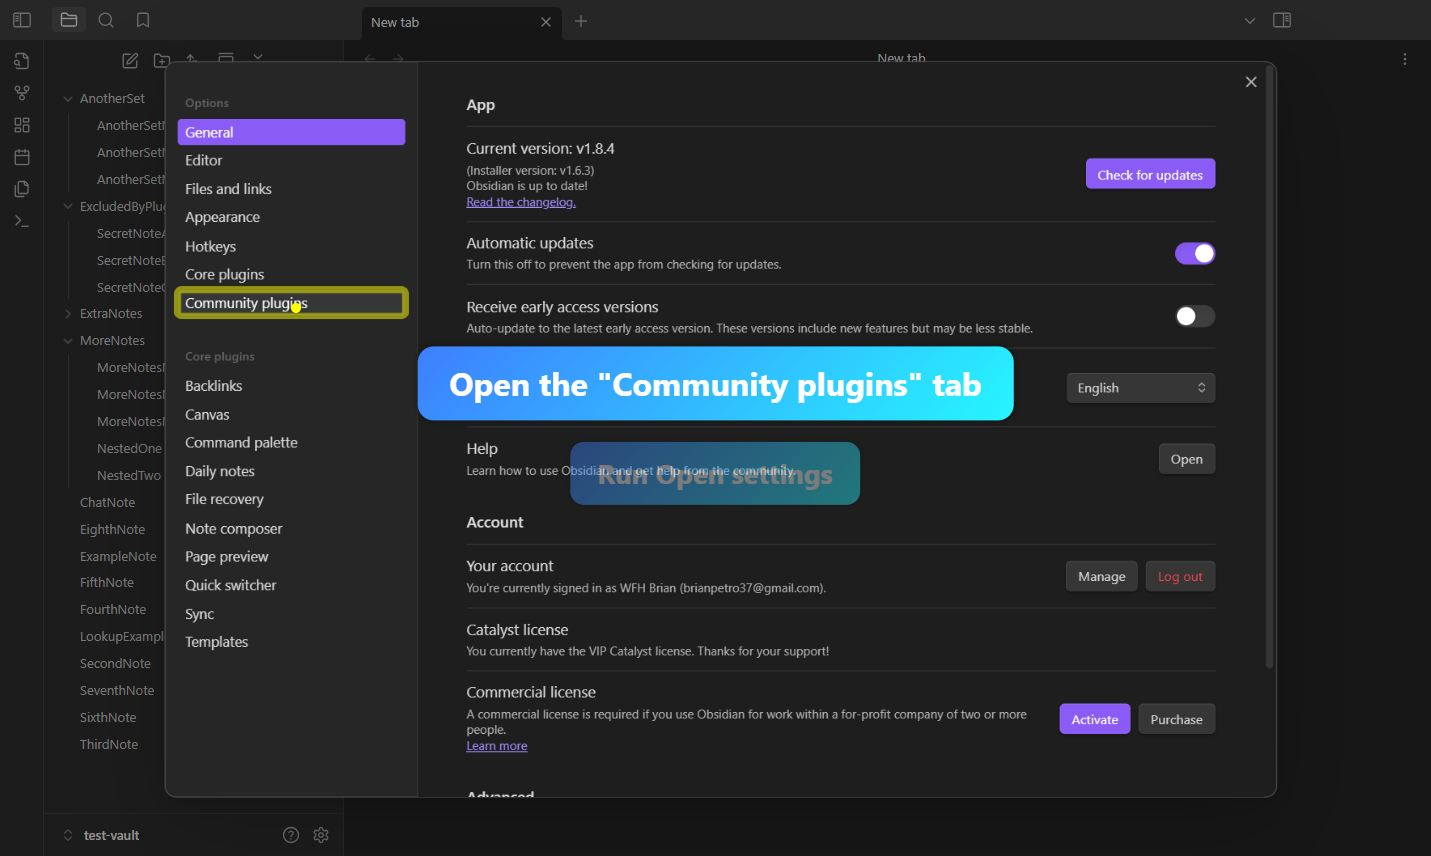 New tab
New tab
AnotherSet
AnotherSet
AnotherSet
AnotherSet
ExcludedByPlu
SecretNote
SecretNote
SecretNote
ExtraNotes
MoreNotes
MoreNotes
MoreNotes
MoreNotes
NestedOne
NestedTwo
ChatNote
EighthNote
ExampleNote
FifthNote
FourthNote
LookupExampl
SecondNote
SeventhNote
SixthNote
ThirdNote
test-vault
Options
General
Editor
Files and links
Appearance
Hotkeys
Core plugins
Community plugins
Core plugins
Backlinks
Canvas
Command palette
Daily notes
File recovery
Note composer
Page preview
Quick switcher
Sync
Templates
App
Current version: v1.8.4
(Installer version: v1.6.3)
Obsidian is up to date!
Read the changelog.
Check for updates
Automatic updates
Turn this off to prevent the app from checking for updates.
Receive early access versions
Auto-update to the latest early access version. These versions include new features but may be less stable.
Open the "Community plugins" tab
English
Help
Learn how to use Obsidian and get help from the community.
Run Open settings
Open
Account
Your account
You're currently signed in as WFH Brian (brianpetro37@gmail.com).
Manage
Log out
Catalyst license
You currently have the VIP Catalyst license. Thanks for your support!
Commercial license
A commercial license is required if you use Obsidian for work within a for-profit company of two or more
people.
Learn more
Activate
Purchase
Advanced